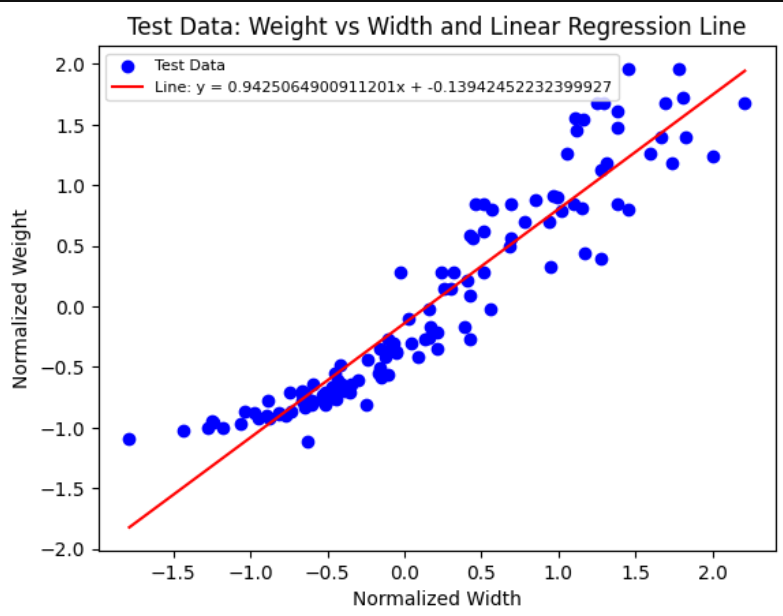 Test Data: Weight vs Width and Linear Regression Line
Test Data
Line: y = 0.9425064900911201x + -0.13942452232399927
2.0
1.5
1.0
0.5
0.0
−0.5
−1.0
−1.5
−2.0
Normalized Weight
−1.5 −1.0 −0.5 0.0 0.5 1.0 1.5 2.0
Normalized Width